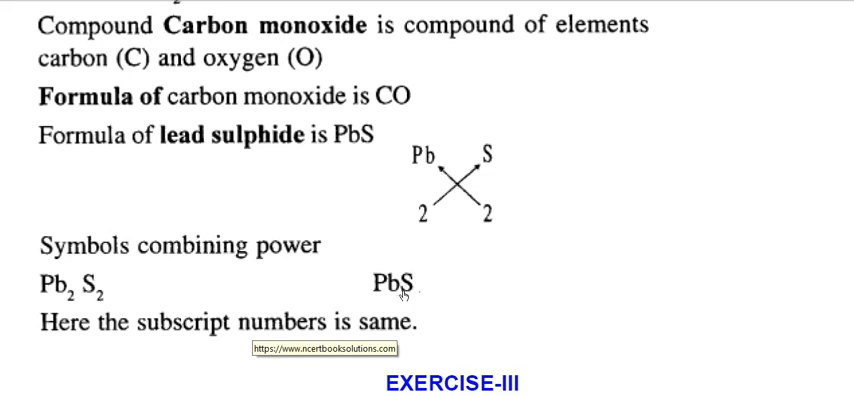 Compound Carbon monoxide is compound of elements
carbon (C) and oxygen (O)
Formula of carbon monoxide is CO
Formula of lead sulphide is PbS
Pb S
2 2
Symbols combining power
Pb₂ S₂ PbS
Here the subscript numbers is same.
https://www.ncertbooksolutions.com
EXERCISE-III